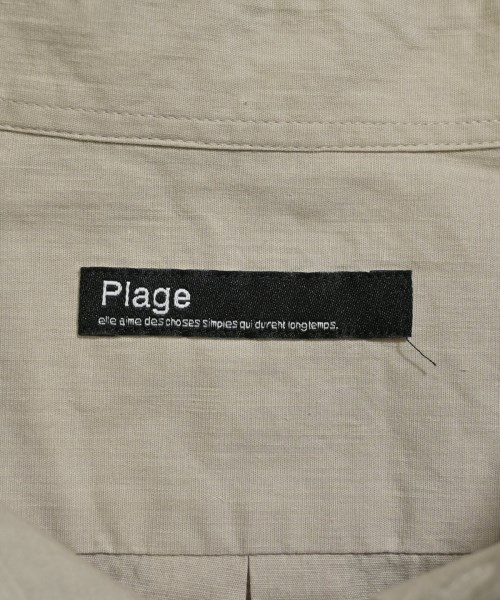 Plage
elle aime des choses simples qui durent longtemps.